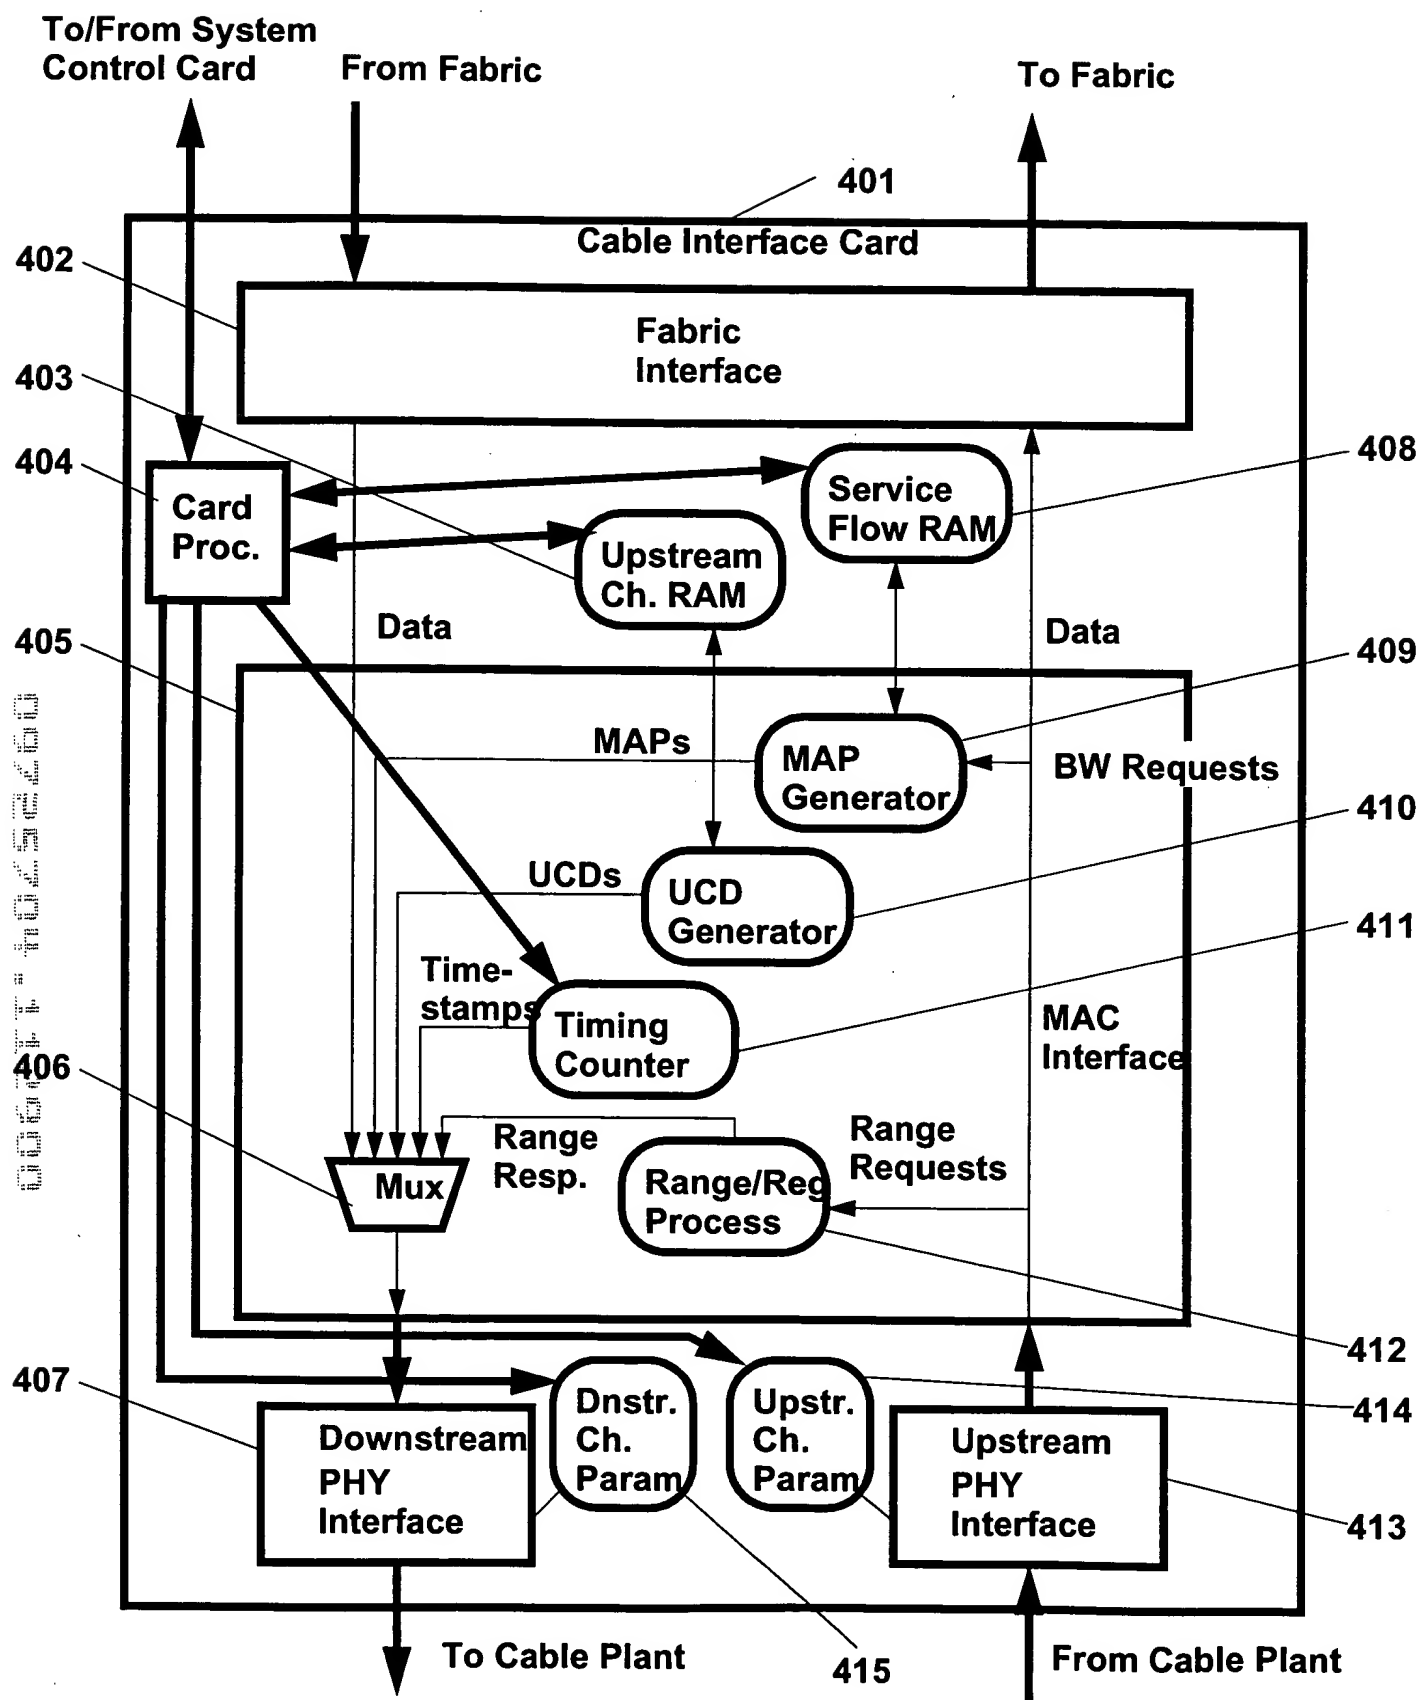 To/From System
Control Card
From Fabric
To Fabric
401
Cable Interface Card
402
Fabric
Interface
403
404
408
Card
Proc.
Service
Flow RAM
Upstream
Ch. RAM
Data
Data
405
409
MAPs
MAP
Generator
BW Requests
410
UCDs
UCD
Generator
411
Time-
stamps
Timing
Counter
MAC
Interface
406
Range
Resp.
Range
Requests
Mux
Range/Reg
Process
412
407
414
Dnstr.
Ch.
Param
Upstr.
Ch.
Param
Downstream
PHY
Interface
Upstream
PHY
Interface
413
To Cable Plant
415
From Cable Plant